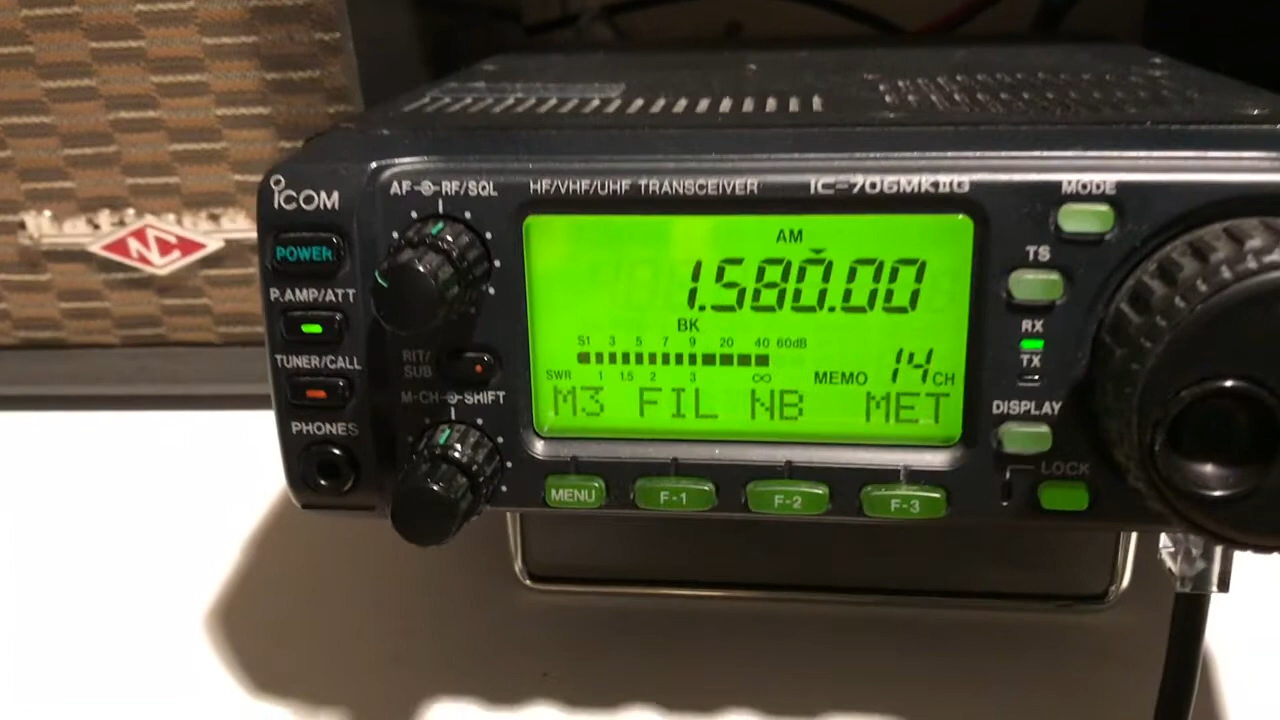 ICOM
AF RF/SQL
HF/VHF/UHF TRANSCEIVER
IC-706MKIIG
MODE
NC
POWER
AM
TS
1.580.00
P.AMP/ATT
BK
RX
S1 3 5 7 9 20 40 60dB
TX
RIT/
SUB
TUNER/CALL
SWR 1 1.5 2 3 ∞
MEMO 14 CH
M-CH SHIFT
M3 FIL NB MET
DISPLAY
PHONES
LOCK
MENU F-1 F-2 F-3